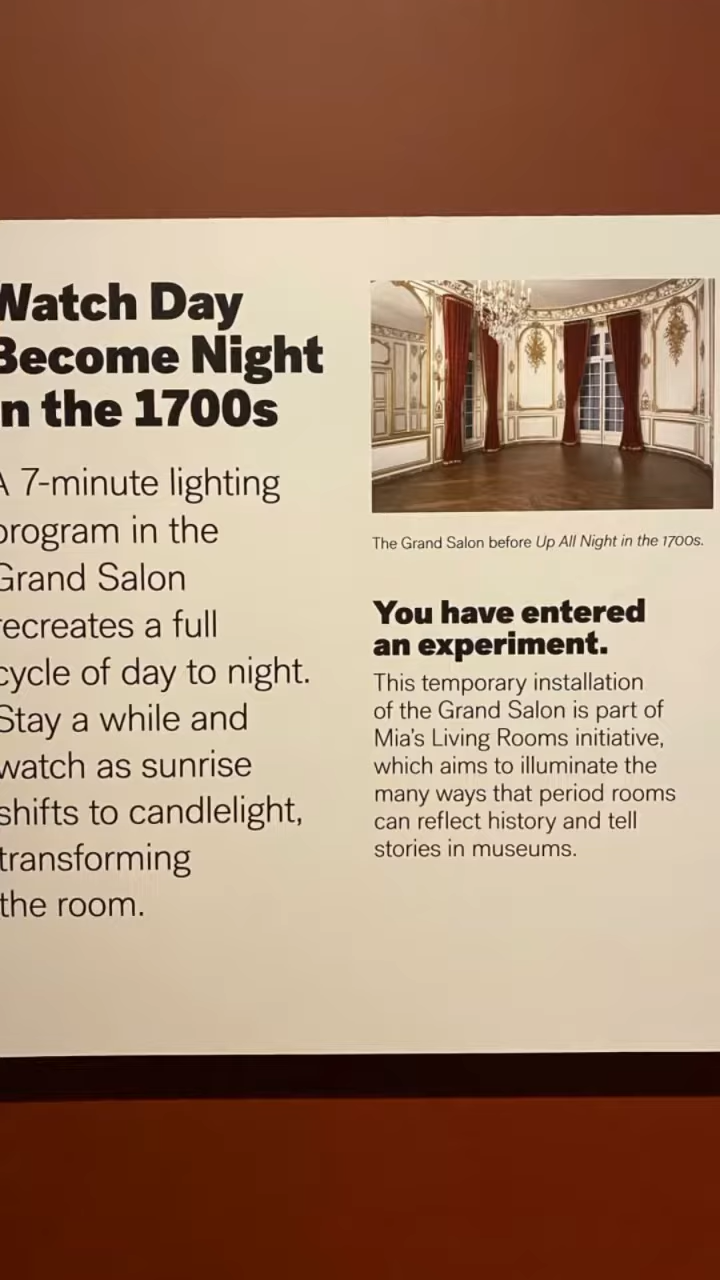 Watch Day
Become Night
in the 1700s
A 7-minute lighting
program in the
Grand Salon
recreates a full
cycle of day to night.
Stay a while and
watch as sunrise
shifts to candlelight,
transforming
the room.
The Grand Salon before Up All Night in the 1700s.
You have entered
an experiment.
This temporary installation
of the Grand Salon is part of
Mia's Living Rooms initiative,
which aims to illuminate the
many ways that period rooms
can reflect history and tell
stories in museums.